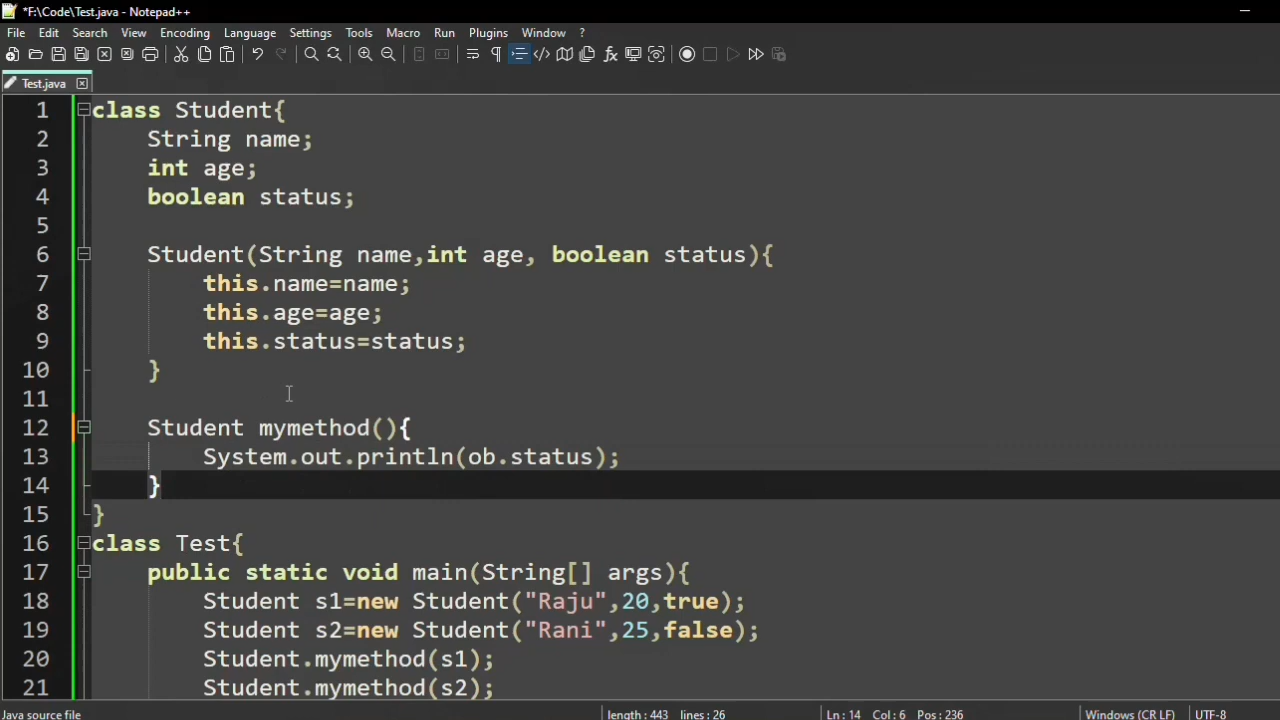 *F:\Code\Test.java - Notepad++
File Edit Search View Encoding Language Settings Tools Macro Run Plugins Window ?
Test.java
1 class Student{
2 String name;
3 int age;
4 boolean status;
5
6 Student(String name,int age, boolean status){
7 this.name=name;
8 this.age=age;
9 this.status=status;
10 }
11
12 Student mymethod(){
13 System.out.println(ob.status);
14 }
15 }
16 class Test{
17 public static void main(String[] args){
18 Student s1=new Student("Raju",20,true);
19 Student s2=new Student("Rani",25,false);
20 Student.mymethod(s1);
21 Student.mymethod(s2);
Java source file length: 443 lines: 26 Ln: 14 Col: 6 Pos: 236 Windows (CR LF) UTF-8